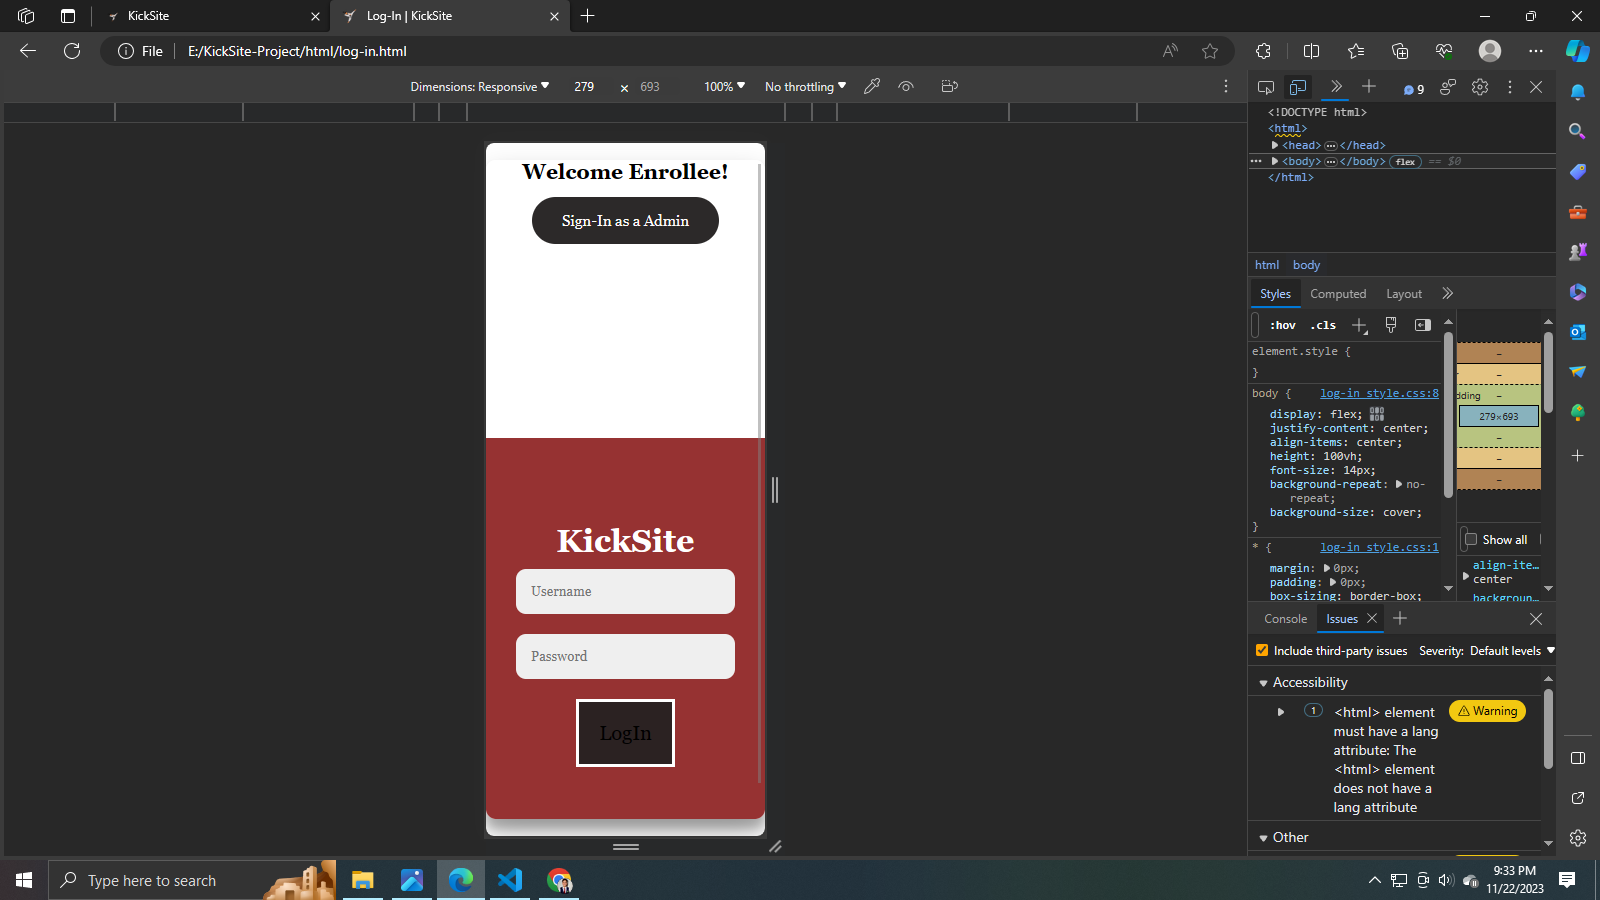 KickSite
Log-In | KickSite
File
E:/KickSite-Project/html/log-in.html
Dimensions: Responsive
279
×
693
100%
No throttling
9
Welcome Enrollee!
Sign-In as a Admin
KickSite
Username
Password
LogIn
<!DOCTYPE html>
<html>
<head> ••• </head>
••• <body> ••• </body> flex == $0
</html>
html body
Styles Computed Layout
:hov .cls
element.style {
}
body { log-in style.css:8
display: flex;
justify-content: center;
align-items: center;
height: 100vh;
font-size: 14px;
background-repeat: no-
repeat;
background-size: cover;
}
* { log-in style.css:1
margin: 0px;
padding: 0px;
box-sizing: border-box;
–
–
dding –
279×693
–
–
–
Show all
align-ite…
center
backgroun…
Console Issues
Include third-party issues Severity: Default levels
Accessibility
1 <html> element Warning
must have a lang
attribute: The
<html> element
does not have a
lang attribute
Other
Type here to search
9:33 PM
11/22/2023